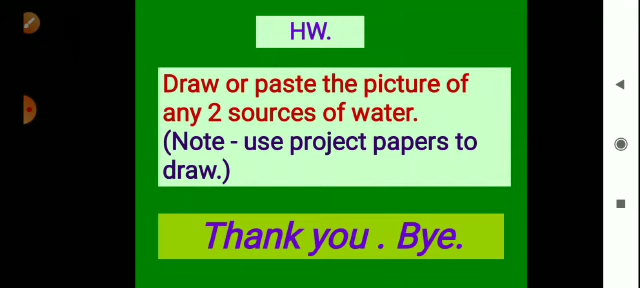 HW.
Draw or paste the picture of
any 2 sources of water.
(Note - use project papers to
draw.)
Thank you . Bye.